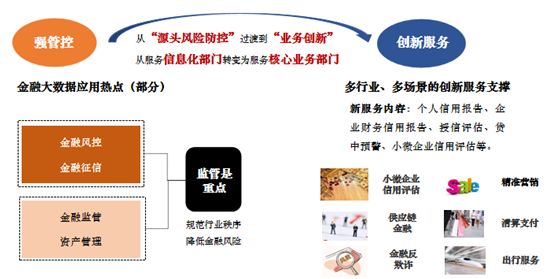 强管控
从“源头风险防控”过渡到“业务创新”
从服务信息化部门转变为服务核心业务部门
创新服务
金融大数据应用热点（部分）
金融风控
金融征信
金融监管
资产管理
监管是
重点
规范行业秩序
降低金融风险
多行业、多场景的创新服务支撑
新服务内容：个人信用报告、企
业财务信用报告、授信评估、贷
中预警、小微企业信用评估等。
小微企业
信用评估
Sale
精准营销
供应链
金融
清算支付
金融反
欺诈
出行服务